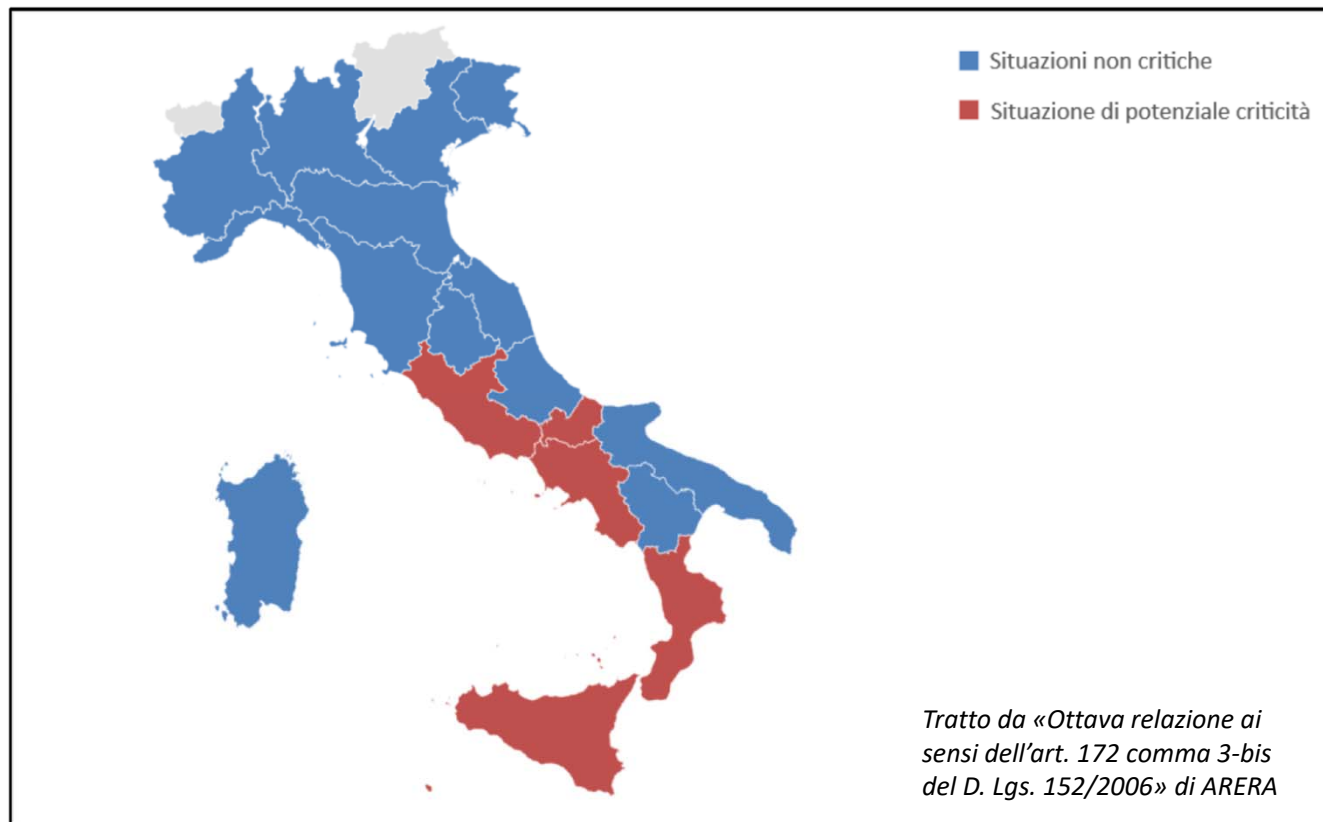 Situazioni non critiche
Situazione di potenziale criticità
Tratto da «Ottava relazione ai
sensi dell’art. 172 comma 3-bis
del D. Lgs. 152/2006» di ARERA